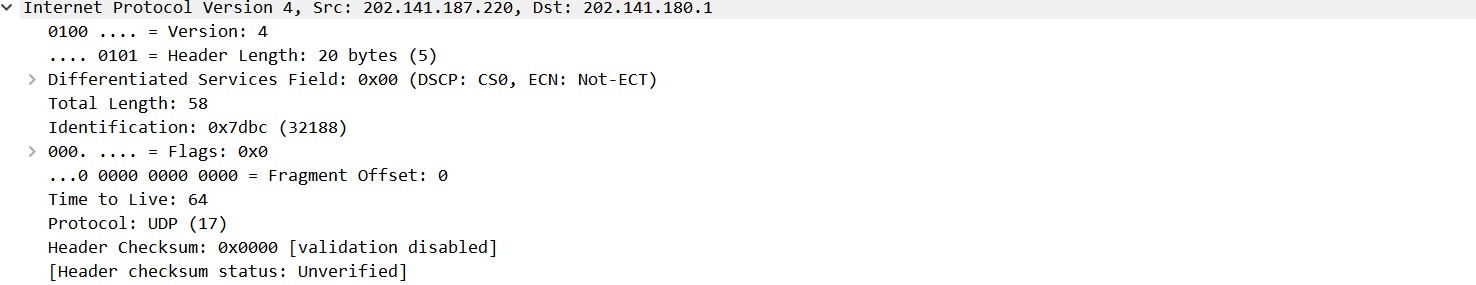 Internet Protocol Version 4, Src: 202.141.187.220, Dst: 202.141.180.1
0100 .... = Version: 4
.... 0101 = Header Length: 20 bytes (5)
Differentiated Services Field: 0x00 (DSCP: CS0, ECN: Not-ECT)
Total Length: 58
Identification: 0x7dbc (32188)
000. .... = Flags: 0x0
...0 0000 0000 0000 = Fragment Offset: 0
Time to Live: 64
Protocol: UDP (17)
Header Checksum: 0x0000 [validation disabled]
[Header checksum status: Unverified]